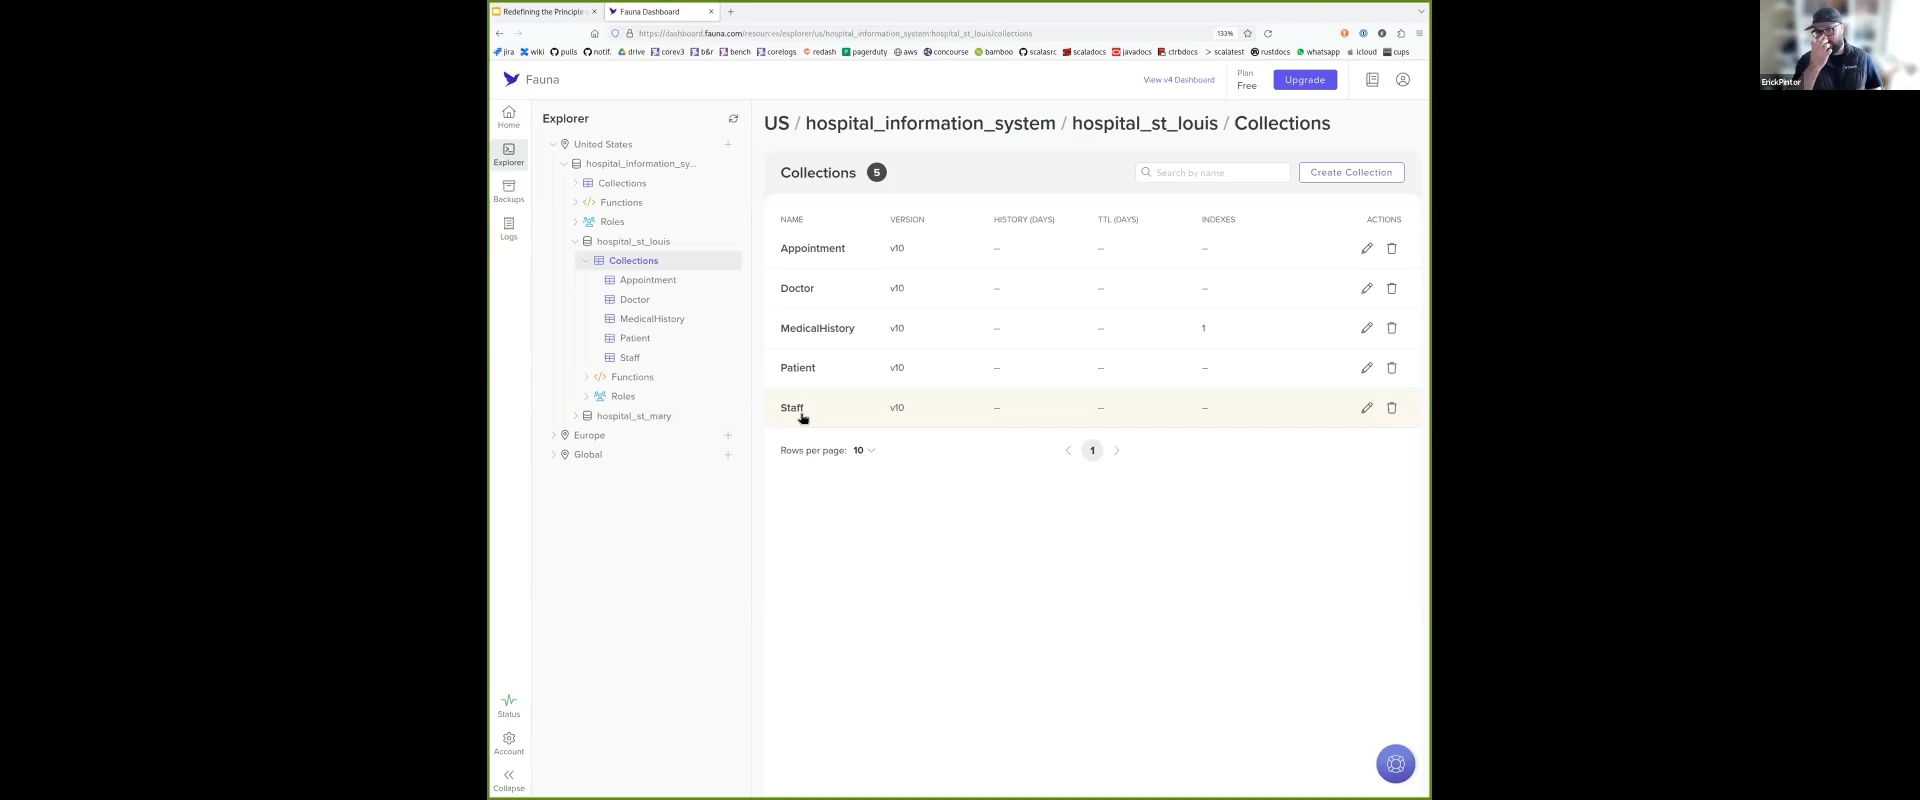 Redefining the Principle
Fauna Dashboard
https://dashboard.fauna.com/resources/explorer/us/hospital_information_system:hospital_st_louis/collections
133%
jira wiki pulls notif. drive corev3 b&r bench corelogs redash pagerduty aws concourse bamboo scalasrc scaladocs javadocs ctrbdocs scalatest rustdocs whatsapp icloud cups
Fauna
View v4 Dashboard
Plan
Free
Upgrade
Home
Explorer
Backups
Logs
Status
Account
Collapse
Explorer
United States
hospital_information_sy...
Collections
Functions
Roles
hospital_st_louis
Collections
Appointment
Doctor
MedicalHistory
Patient
Staff
Functions
Roles
hospital_st_mary
Europe
Global
US / hospital_information_system / hospital_st_louis / Collections
Collections 5
Search by name
Create Collection
NAME VERSION HISTORY (DAYS) TTL (DAYS) INDEXES ACTIONS
Appointment v10 -- -- --
Doctor v10 -- -- --
MedicalHistory v10 -- -- 1
Patient v10 -- -- --
Staff v10 -- -- --
Rows per page: 10
1
ErickPintor